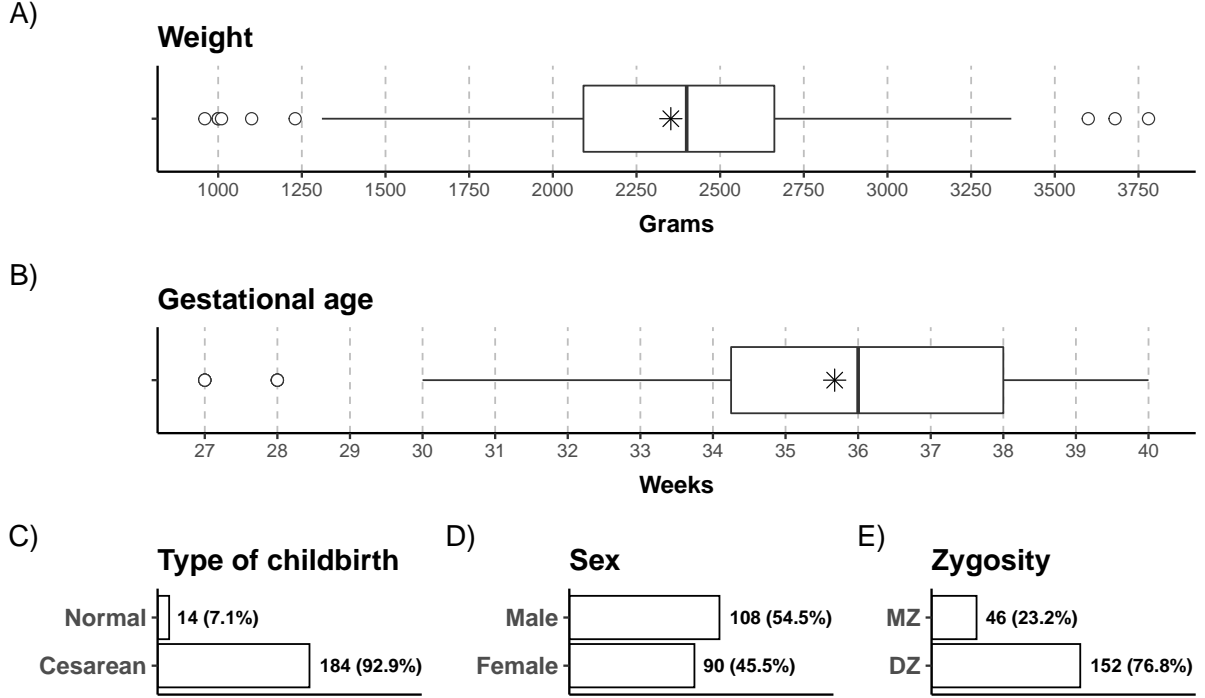 A)
Weight
1000 1250 1500 1750 2000 2250 2500 2750 3000 3250 3500 3750
Grams
B)
Gestational age
27 28 29 30 31 32 33 34 35 36 37 38 39 40
Weeks
C)
Type of childbirth
Normal 14 (7.1%)
Cesarean 184 (92.9%)
D)
Sex
Male 108 (54.5%)
Female 90 (45.5%)
E)
Zygosity
MZ 46 (23.2%)
DZ 152 (76.8%)